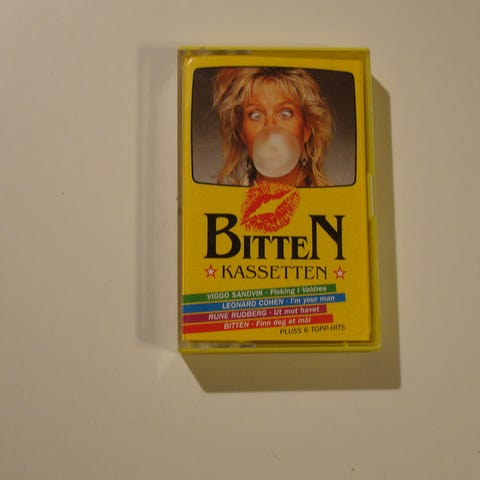 BITTEN
KASSETTEN
VIGGO SANDVIK - Fisking i Valdres
LEONARD COHEN - I'm your man
RUNE RUDBERG - Ut mot havet
BITTEN - Finn deg et mål
PLUSS 6 TOPP-HITS